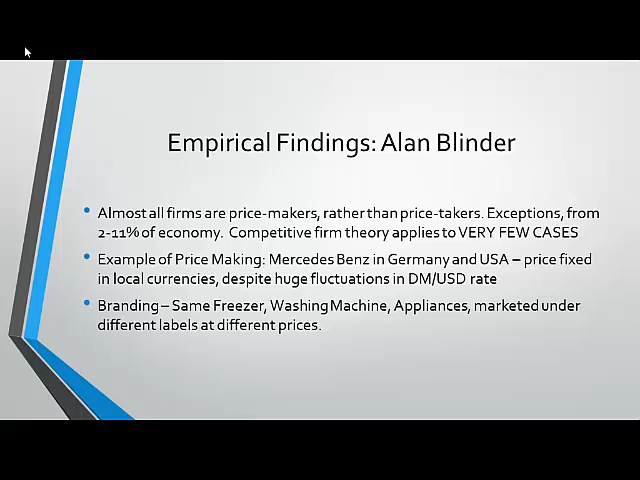 Empirical Findings: Alan Blinder
• Almost all firms are price-makers, rather than price-takers. Exceptions, from
2-11% of economy. Competitive firm theory applies to VERY FEW CASES
• Example of Price Making: Mercedes Benz in Germany and USA – price fixed
in local currencies, despite huge fluctuations in DM/USD rate
• Branding – Same Freezer, Washing Machine, Appliances, marketed under
different labels at different prices.